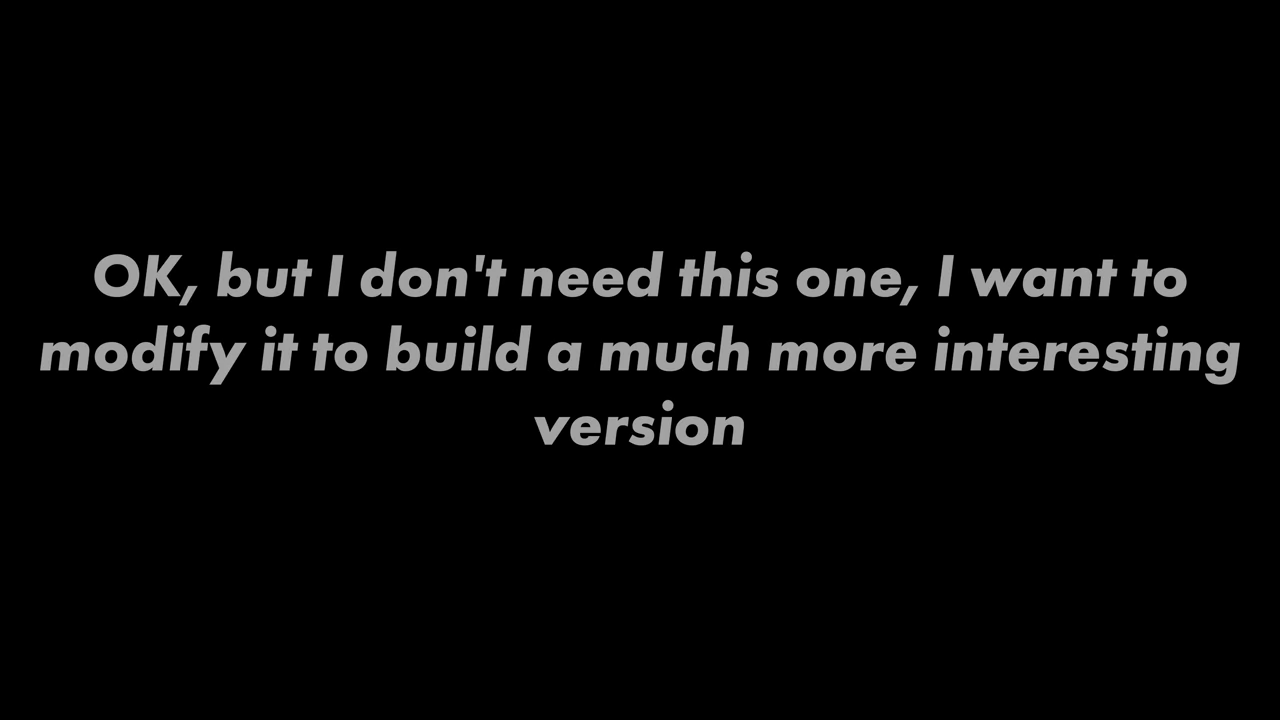 OK, but I don't need this one, I want to
modify it to build a much more interesting
version